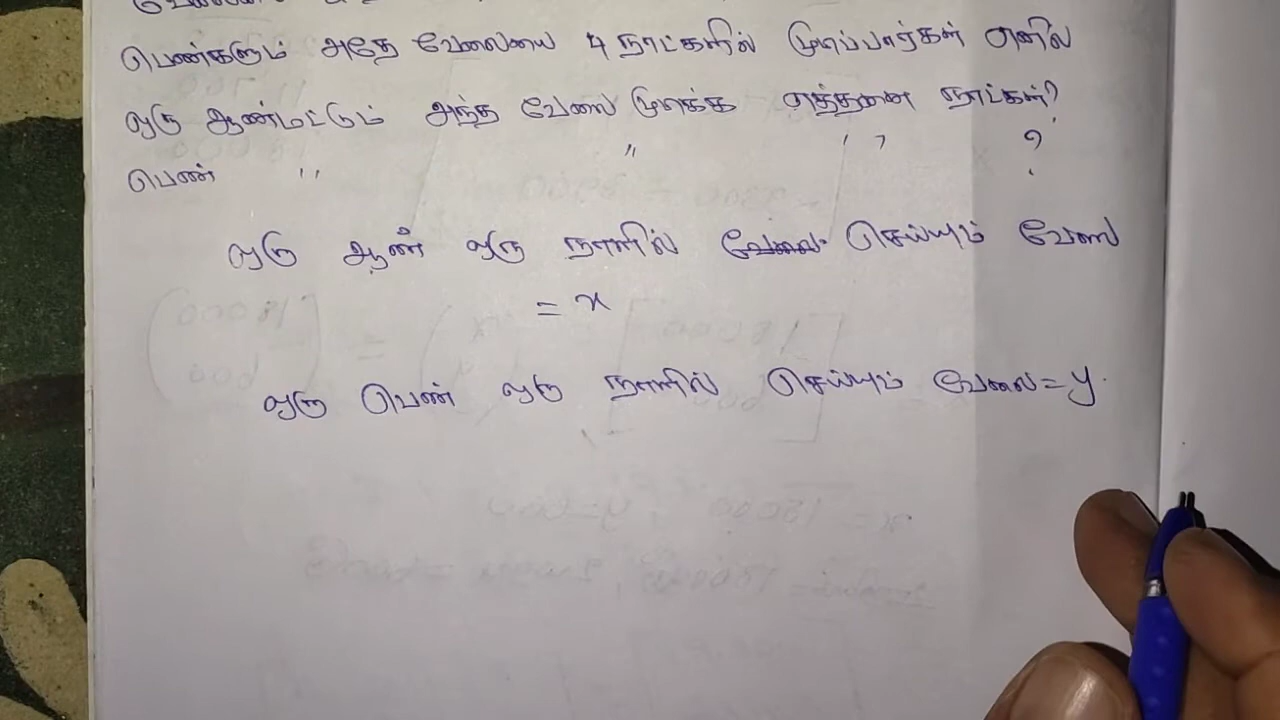 பெண்களும் அதே வேலையை 4 நாட்களில் முடிப்பார்கள் எனில்
ஒரு ஆண்மட்டும் அந்த வேலை முடிக்க எத்தனை நாட்கள்?
பெண் " " " ?
ஒரு ஆண் ஒரு நாளில் வேலை செய்யும் வேலை
= x
ஒரு பெண் ஒரு நாளில் செய்யும் வேலை = y.